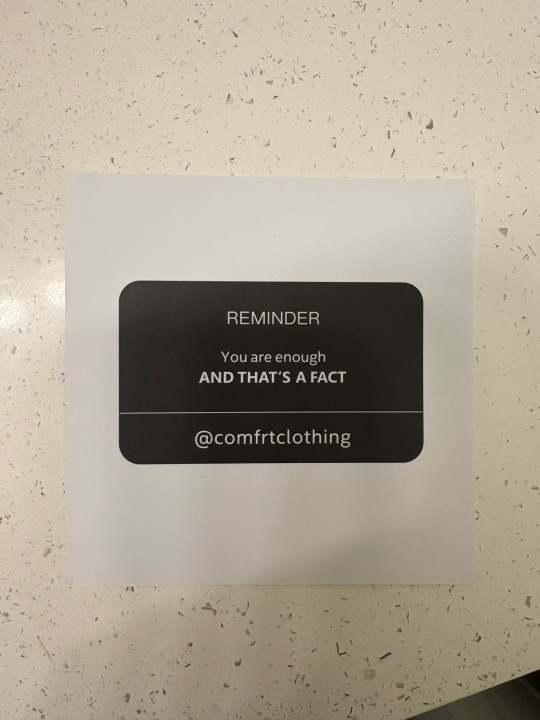 REMINDER
You are enough
AND THAT'S A FACT
@comfrtclothing